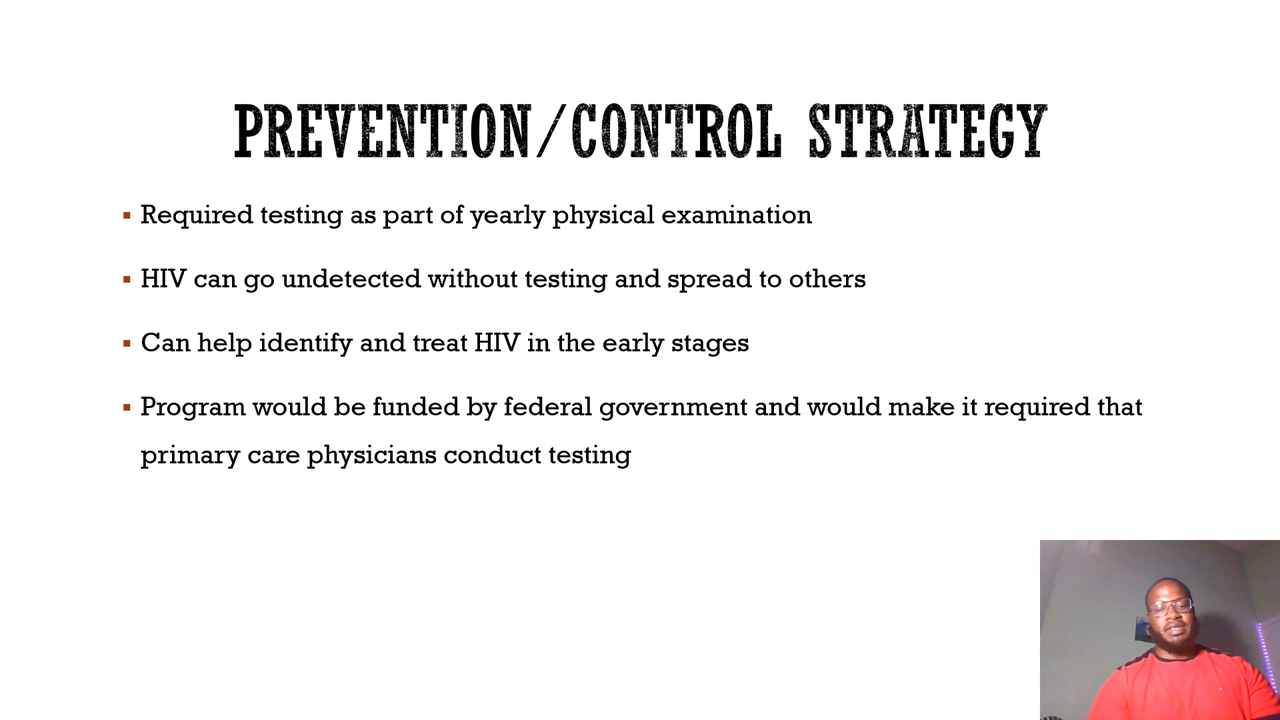 PREVENTION/CONTROL STRATEGY
Required testing as part of yearly physical examination
HIV can go undetected without testing and spread to others
Can help identify and treat HIV in the early stages
Program would be funded by federal government and would make it required that
primary care physicians conduct testing